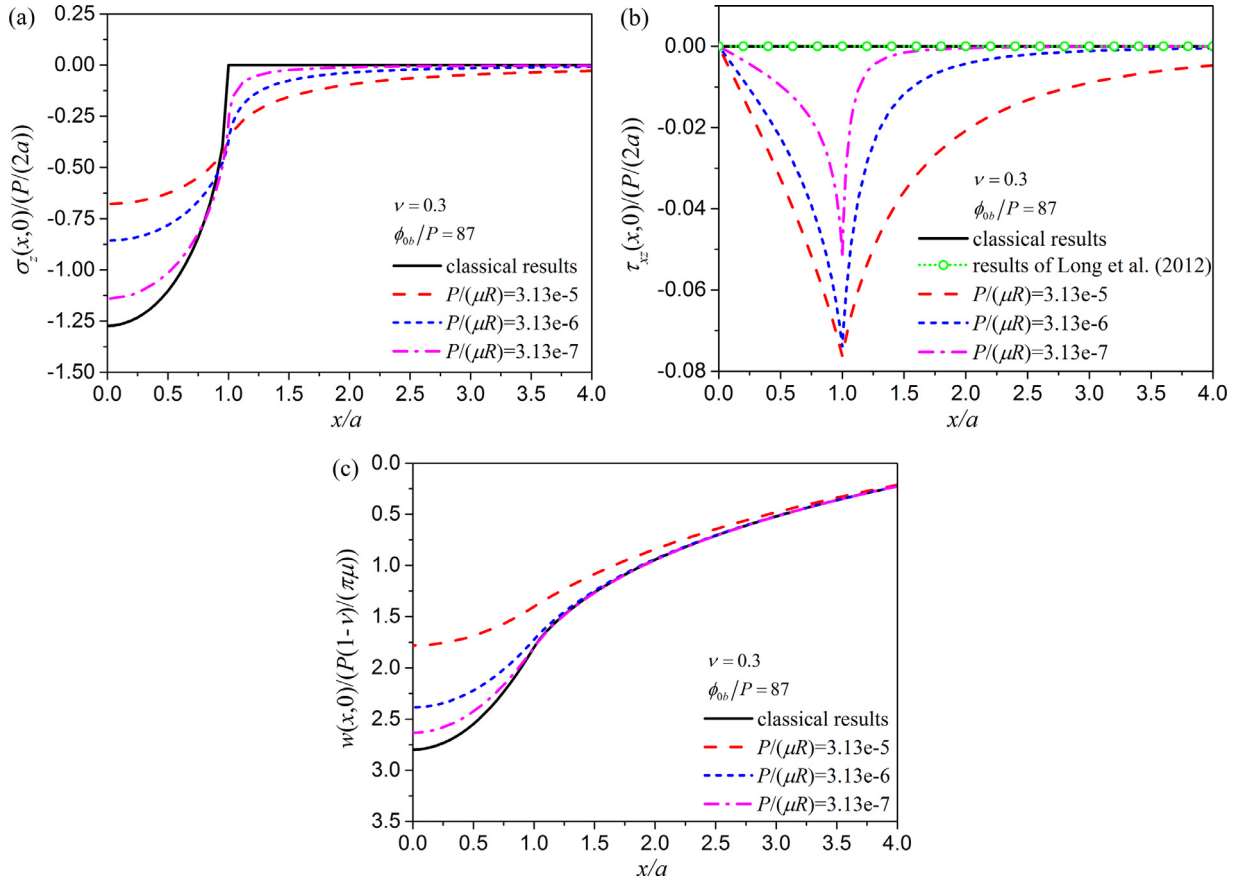 (a)
0.25
0.00
-0.25
-0.50
-0.75
-1.00
-1.25
-1.50
σz(x,0)/(P/(2a))
ν = 0.3
ϕ0b/P = 87
classical results
P/(μR)=3.13e-5
P/(μR)=3.13e-6
P/(μR)=3.13e-7
0.0 0.5 1.0 1.5 2.0 2.5 3.0 3.5 4.0
x/a
(b)
0.00
-0.02
-0.04
-0.06
-0.08
τxz(x,0)/(P/(2a))
ν = 0.3
ϕ0b/P = 87
classical results
results of Long et al. (2012)
P/(μR)=3.13e-5
P/(μR)=3.13e-6
P/(μR)=3.13e-7
0.0 0.5 1.0 1.5 2.0 2.5 3.0 3.5 4.0
x/a
(c)
0.0
0.5
1.0
1.5
2.0
2.5
3.0
3.5
w(x,0)/(P(1-ν)/(πμ))
ν = 0.3
ϕ0b/P = 87
classical results
P/(μR)=3.13e-5
P/(μR)=3.13e-6
P/(μR)=3.13e-7
0.0 0.5 1.0 1.5 2.0 2.5 3.0 3.5 4.0
x/a